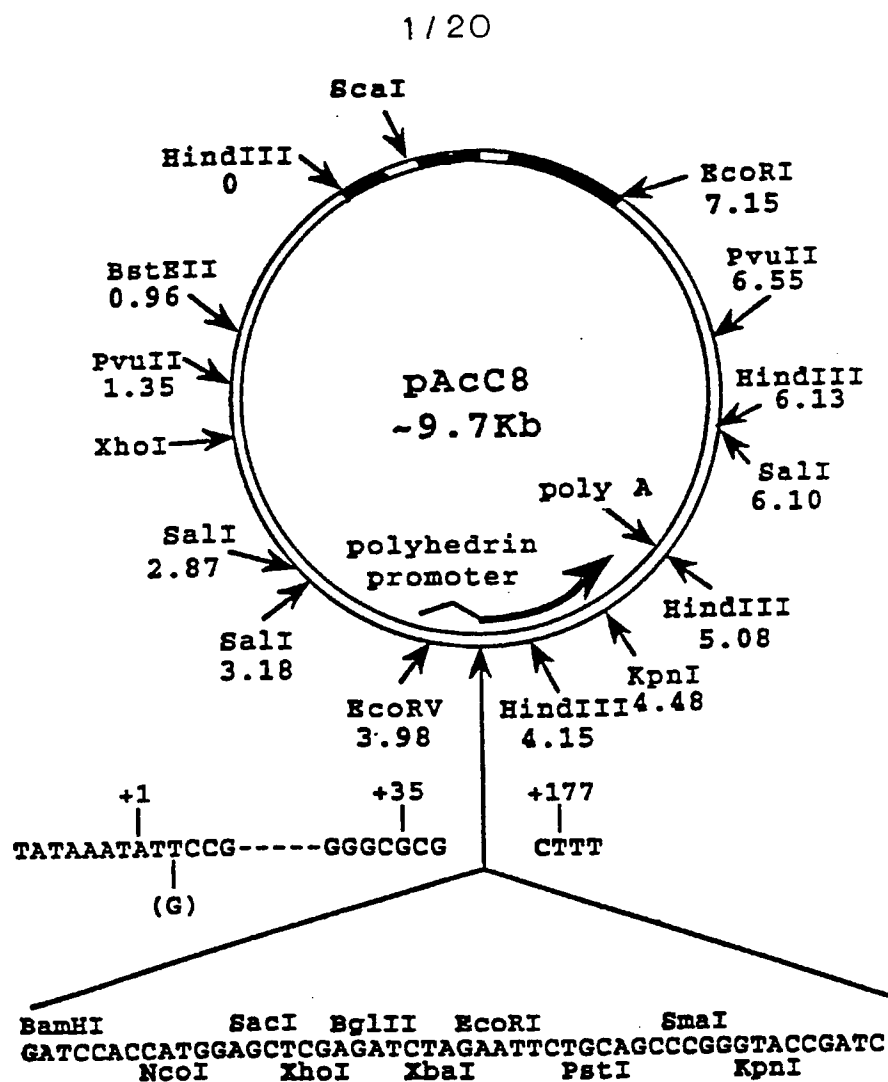 1/20
ScaI
HindIII
0
EcoRI
7.15
BstEII
0.96
PvuII
6.55
PvuII
1.35
pAcC8
~9.7Kb
HindIII
6.13
XhoI
SalI
6.10
poly A
SalI
2.87
polyhedrin
promoter
HindIII
5.08
SalI
3.18
KpnI
4.48
EcoRV
3.98
HindIII
4.15
+1
+35
+177
TATAAATATTCCG-----GGGCGCG
CTTT
(G)
BamHI SacI BglII EcoRI SmaI
GATCCACCATGGAGCTCGAGATCTAGAATTCTGCAGCCCGGGTACCGATC
NcoI XhoI XbaI PstI KpnI